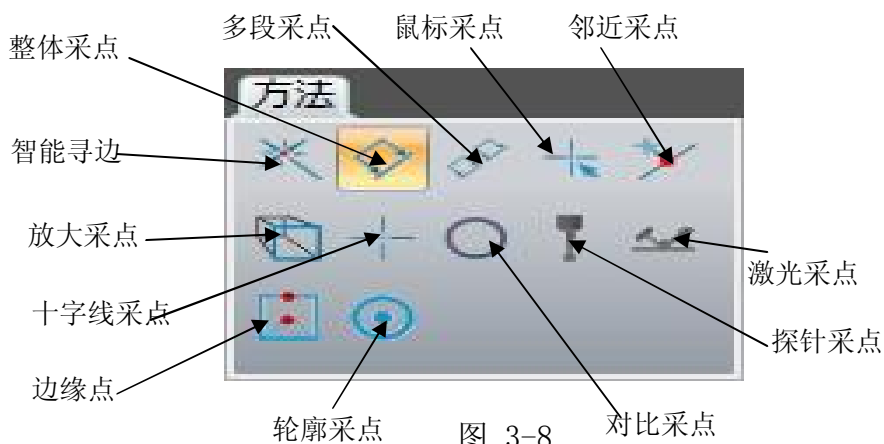 多段采点
鼠标采点
邻近采点
整体采点
方法
智能寻边
放大采点
激光采点
十字线采点
探针采点
边缘点
轮廓采点
图 3-8
对比采点